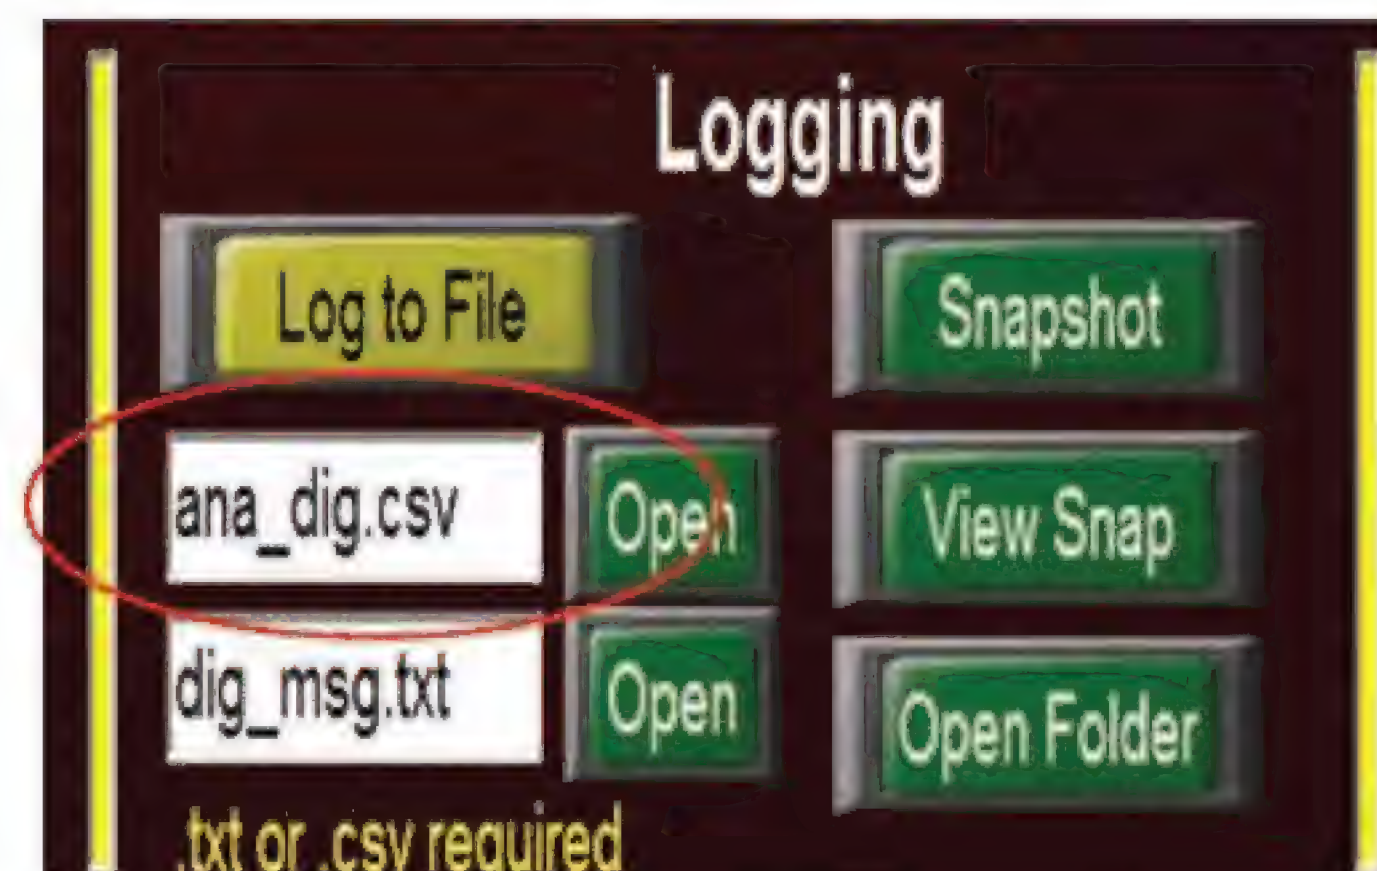 Logging
Log to File
Snapshot
ana_dig.csv
Open
View Snap
dig_msg.txt
Open
Open Folder
.txt or .csv required